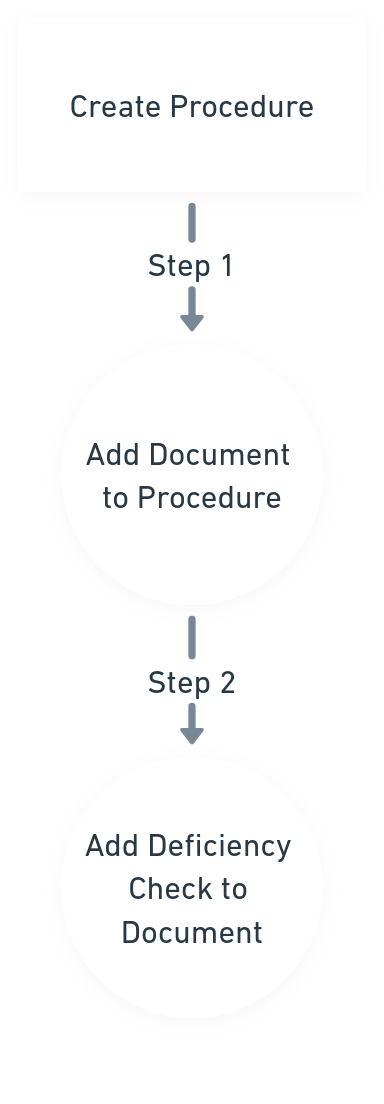 Create Procedure
Step 1
Add Document
to Procedure
Step 2
Add Deficiency
Check to
Document